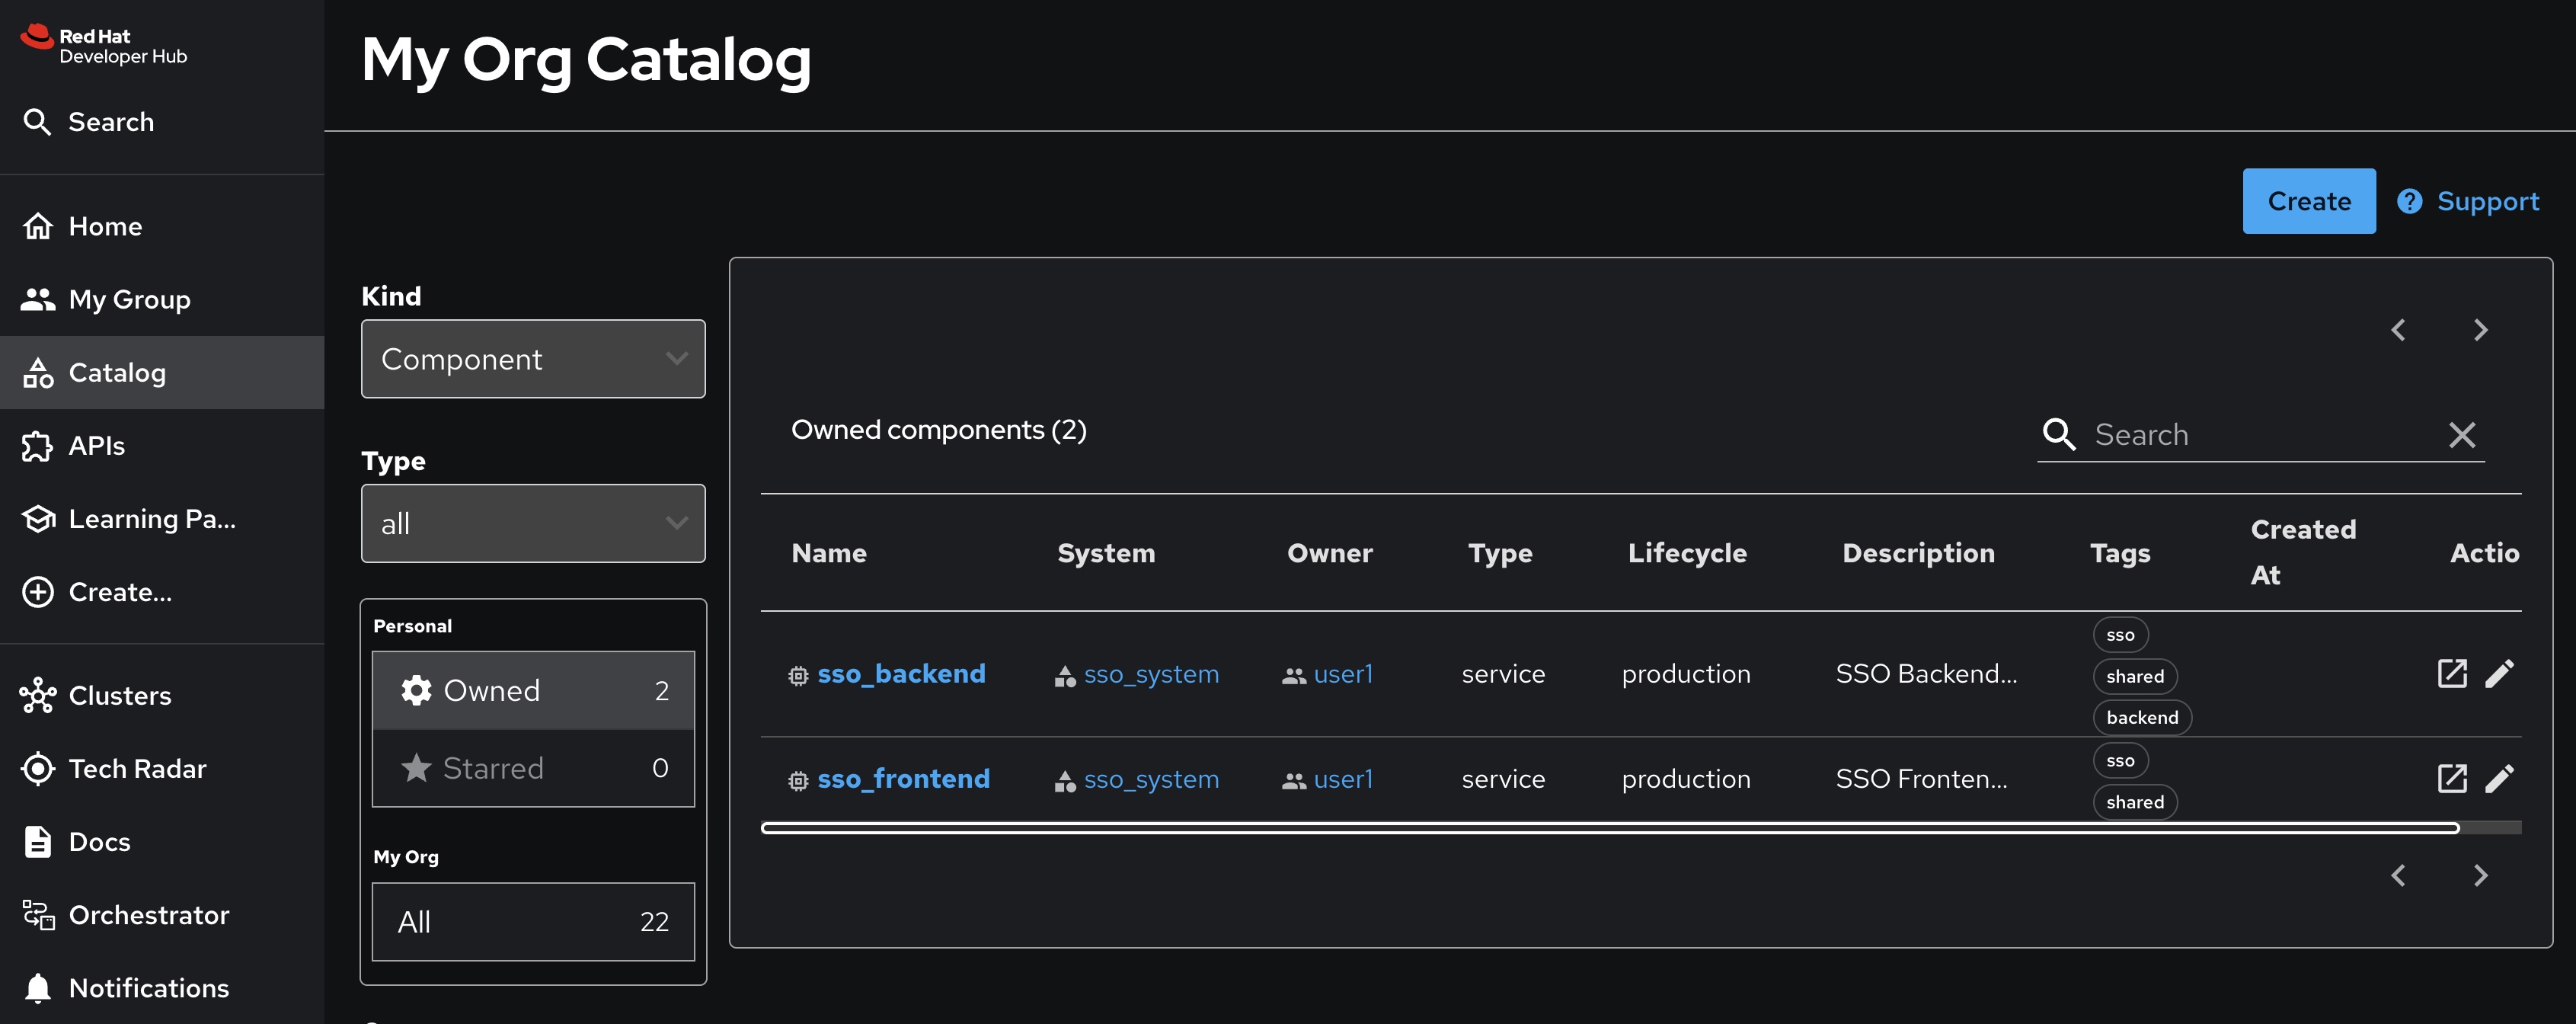 Red Hat
Developer Hub
Search
Home
My Group
Catalog
APIs
Learning Pa...
Create...
Clusters
Tech Radar
Docs
Orchestrator
Notifications
My Org Catalog
Create
Support
Kind
Component
Type
all
Personal
Owned 2
Starred 0
My Org
All 22
Owned components (2)
Search
Name System Owner Type Lifecycle Description Tags Created At Actio
sso_backend sso_system user1 service production SSO Backend... sso shared backend
sso_frontend sso_system user1 service production SSO Fronten... sso shared